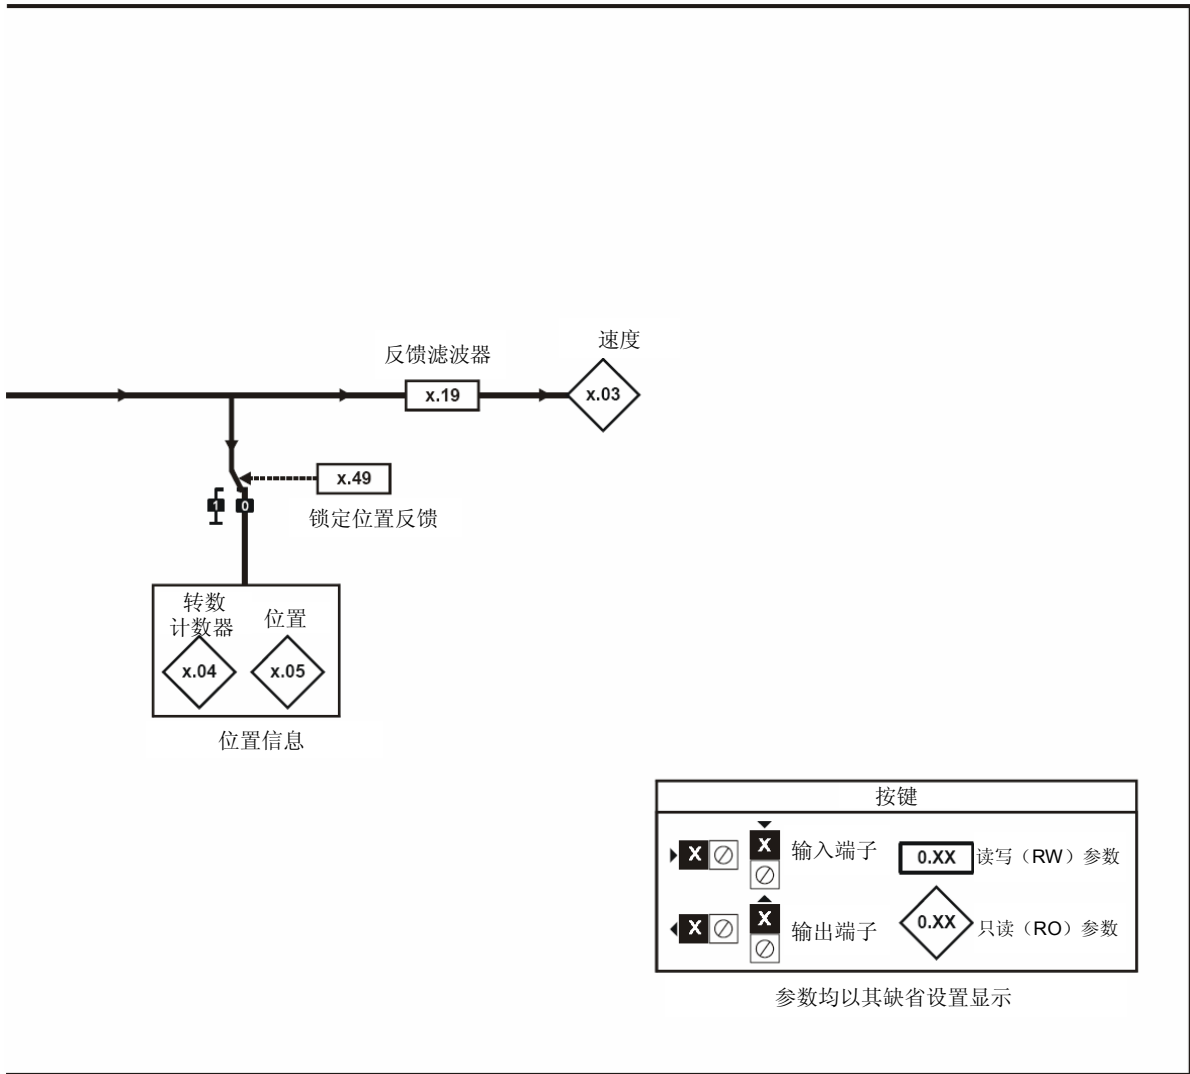 速度
反馈滤波器
x.19
x.03
x.49
1 0
锁定位置反馈
转数
计数器
位置
x.04
x.05
位置信息
按键
X
X
输入端子
0.XX
读写（RW）参数
X
X
输出端子
0.XX
只读（RO）参数
参数均以其缺省设置显示